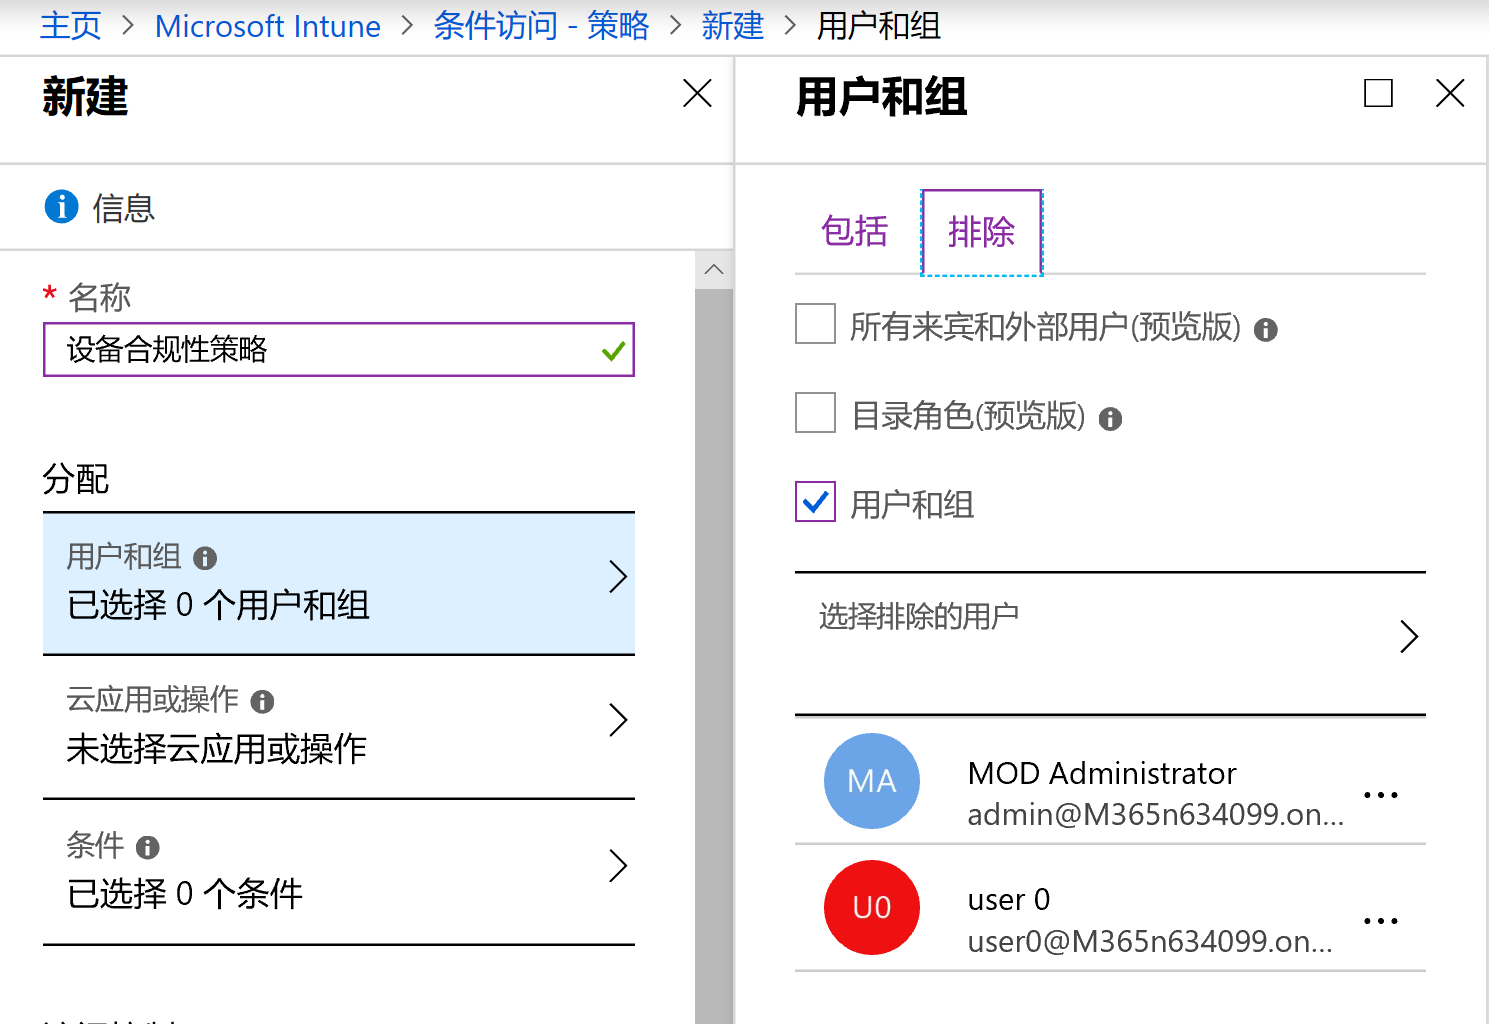 主页 > Microsoft Intune > 条件访问 - 策略 > 新建 > 用户和组
新建
信息
* 名称
设备合规性策略
分配
用户和组
已选择 0 个用户和组
云应用或操作
未选择云应用或操作
条件
已选择 0 个条件
用户和组
包括 排除
所有来宾和外部用户(预览版)
目录角色(预览版)
用户和组
选择排除的用户
MA
MOD Administrator
admin@M365n634099.on...
U0
user 0
user0@M365n634099.on...